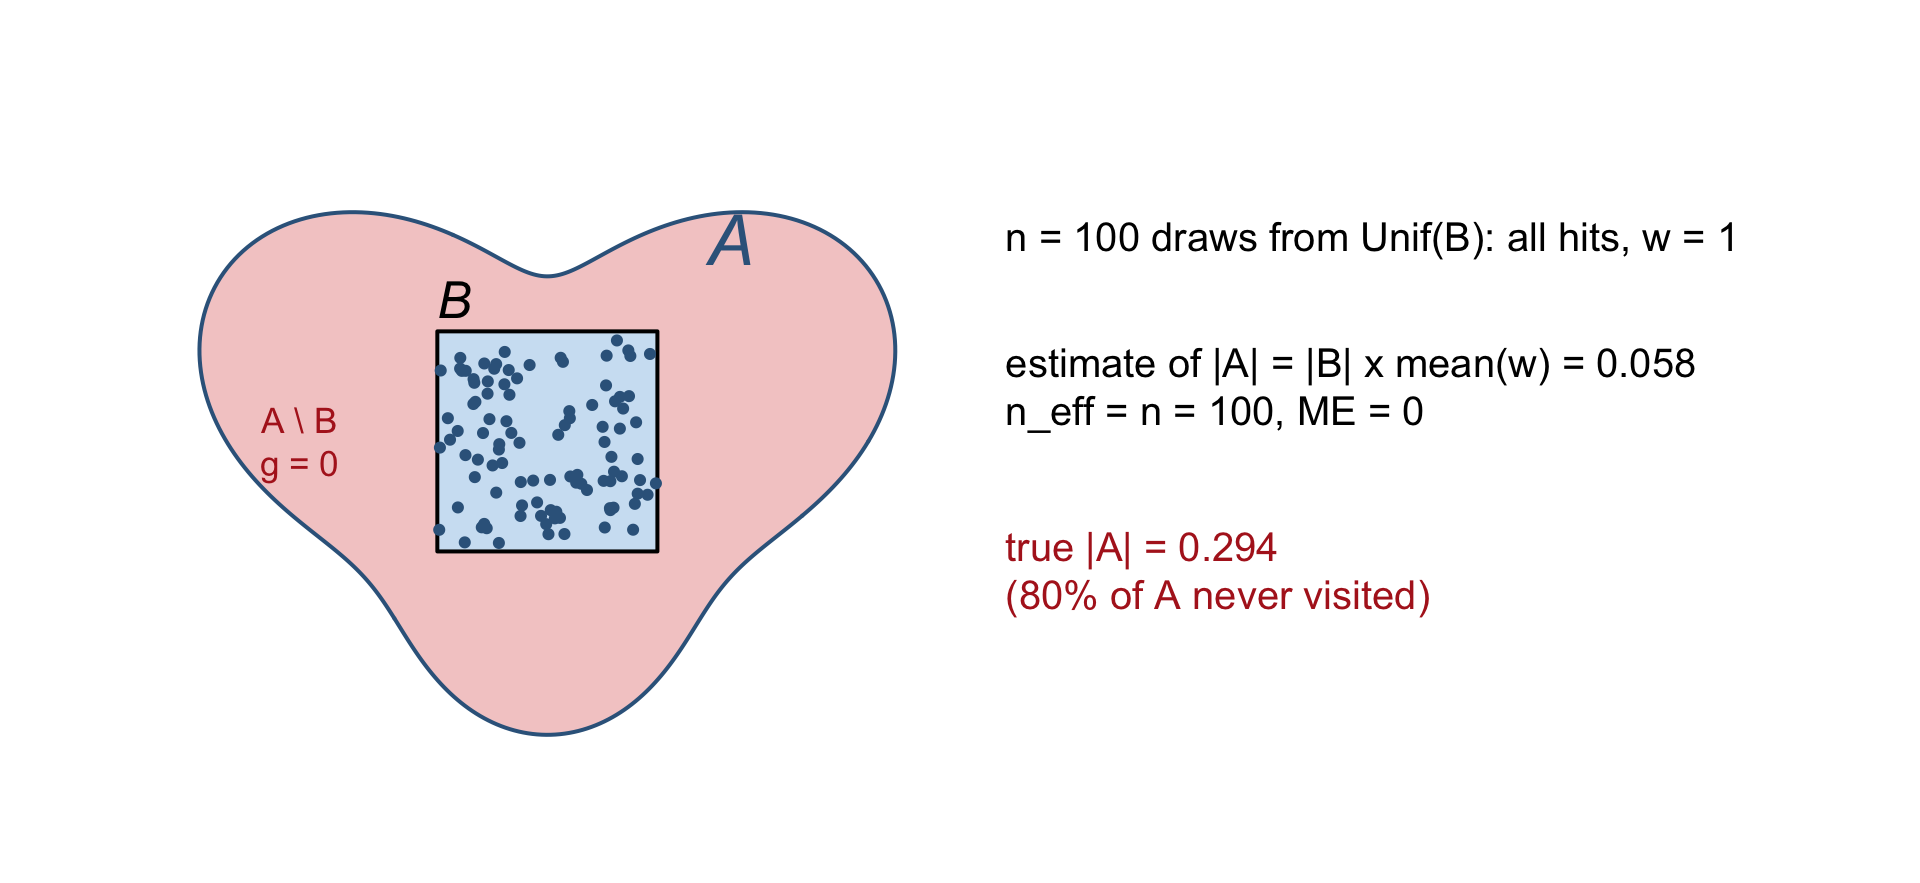 A
B
A \ B
g = 0
n = 100 draws from Unif(B): all hits, w = 1
estimate of |A| = |B| x mean(w) = 0.058
n_eff = n = 100, ME = 0
true |A| = 0.294
(80% of A never visited)